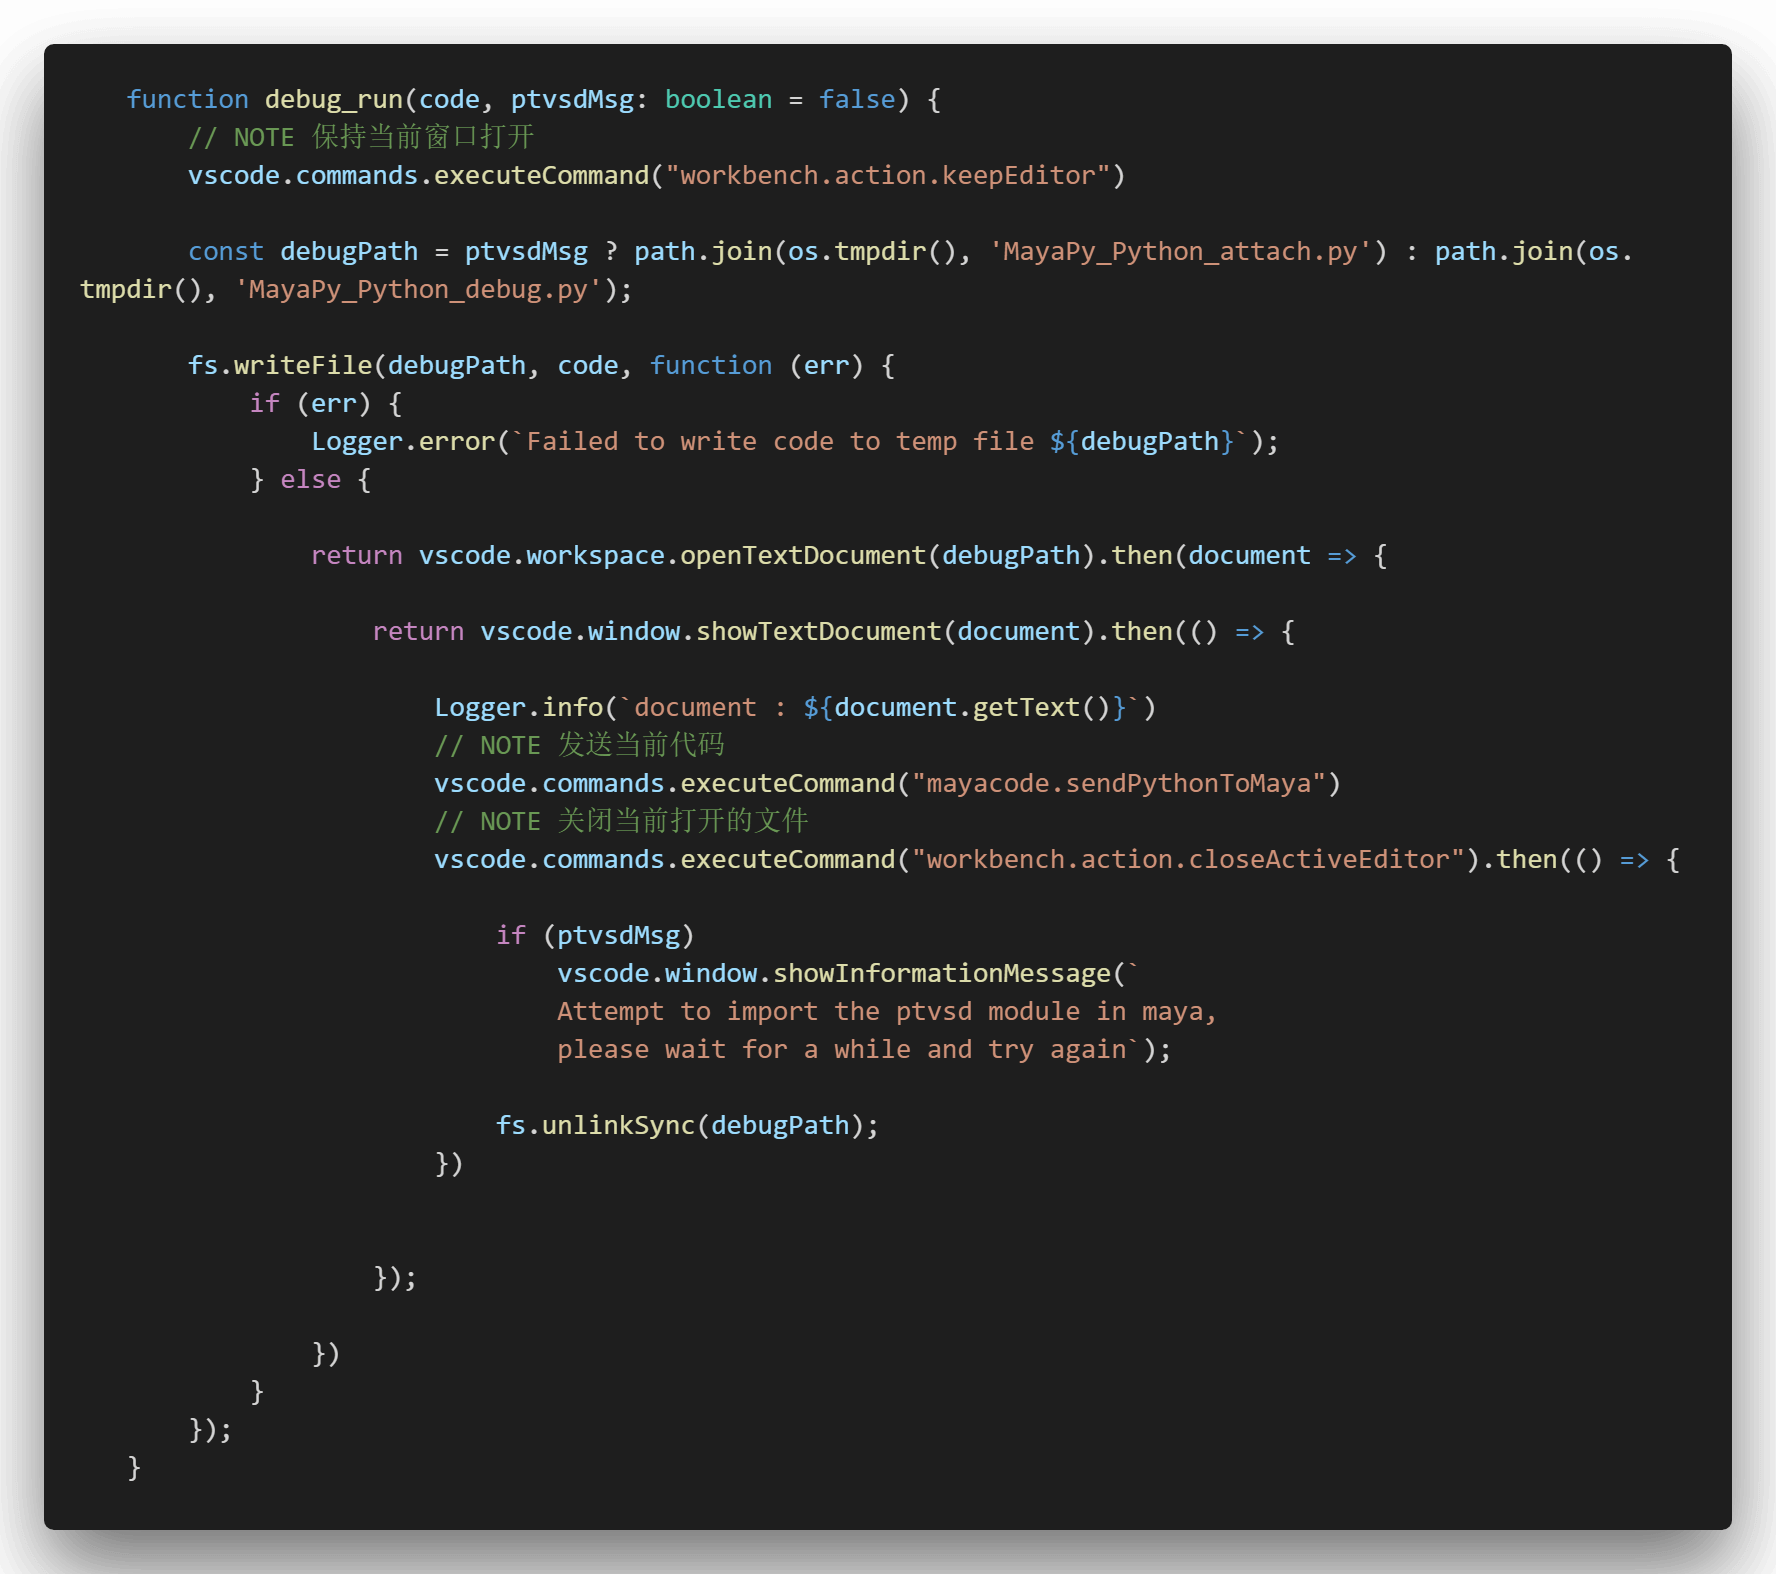 function debug_run(code, ptvsdMsg: boolean = false) {
// NOTE 保持当前窗口打开
vscode.commands.executeCommand("workbench.action.keepEditor")
const debugPath = ptvsdMsg ? path.join(os.tmpdir(), 'MayaPy_Python_attach.py') : path.join(os.
tmpdir(), 'MayaPy_Python_debug.py');
fs.writeFile(debugPath, code, function (err) {
if (err) {
Logger.error(`Failed to write code to temp file ${debugPath}`);
} else {
return vscode.workspace.openTextDocument(debugPath).then(document => {
return vscode.window.showTextDocument(document).then(() => {
Logger.info(`document : ${document.getText()}`)
// NOTE 发送当前代码
vscode.commands.executeCommand("mayacode.sendPythonToMaya")
// NOTE 关闭当前打开的文件
vscode.commands.executeCommand("workbench.action.closeActiveEditor").then(() => {
if (ptvsdMsg)
vscode.window.showInformationMessage(`
Attempt to import the ptvsd module in maya,
please wait for a while and try again`);
fs.unlinkSync(debugPath);
})
});
})
}
});
}